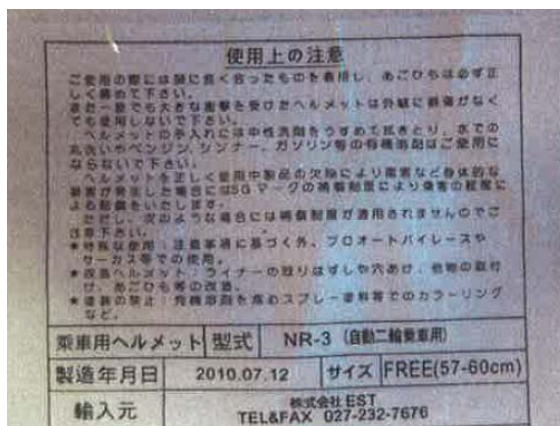 使用上の注意
ご使用の際には頭に良く合ったものを着用し、あごひもは必ず正
しく締めて下さい。
また一度でも大きな衝撃を受けたヘルメットは外観に損傷がなく
ても使用しないで下さい。
ヘルメットの手入れには中性洗剤をうすめて拭きとり、水での
丸洗いやベンジン、シンナー、ガソリン等の有機溶剤はご使用に
ならないで下さい。
ヘルメットを正しく使用中製品の欠陥により障害など身体的な
損害が発生した場合にはSGマークの補償制度により傷害の程度に
よる賠償をいたします。
ただし、次のような場合には補償制度が適用されませんのでご
注意下さい。
★特殊な使用:注意事項に基づく外、プロオートバイレースや
サーカス等での使用。
★改造ヘルメット:ライナーの取りはずしや穴あけ、他物の取付
け、あごひも等の改造。
★塗装の禁止:有機溶剤を含めスプレー塗料等でのカラーリング
など。
乗車用ヘルメット 型式 NR-3 (自動二輪乗車用)
製造年月日 2010.07.12 サイズ FREE(57-60cm)
輸入元 株式会社 EST
TEL&FAX 027-232-7676